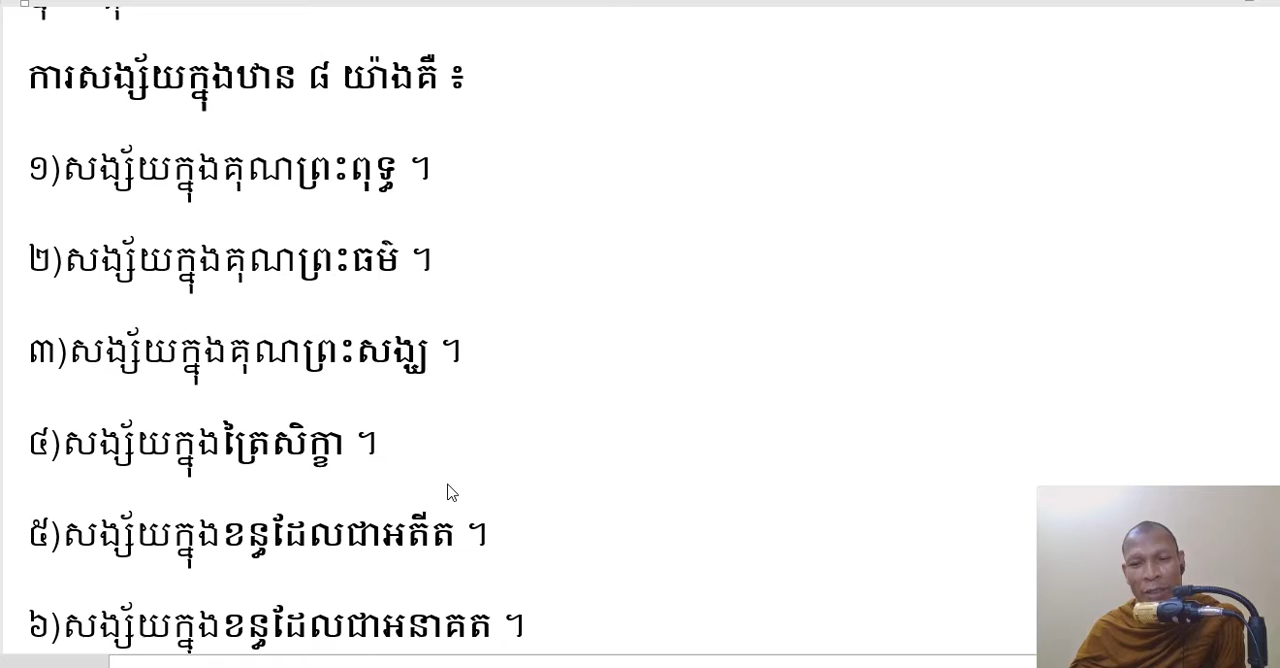 ការសង្ស័យក្នុងឋាន ៨ យ៉ាងគឺ ៖
១)សង្ស័យក្នុងគុណព្រះពុទ្ធ ។
២)សង្ស័យក្នុងគុណព្រះធម៌ ។
៣)សង្ស័យក្នុងគុណព្រះសង្ឃ ។
៤)សង្ស័យក្នុងត្រៃសិក្ខា ។
៥)សង្ស័យក្នុងខន្ធដែលជាអតីត ។
៦)សង្ស័យក្នុងខន្ធដែលជាអនាគត ។